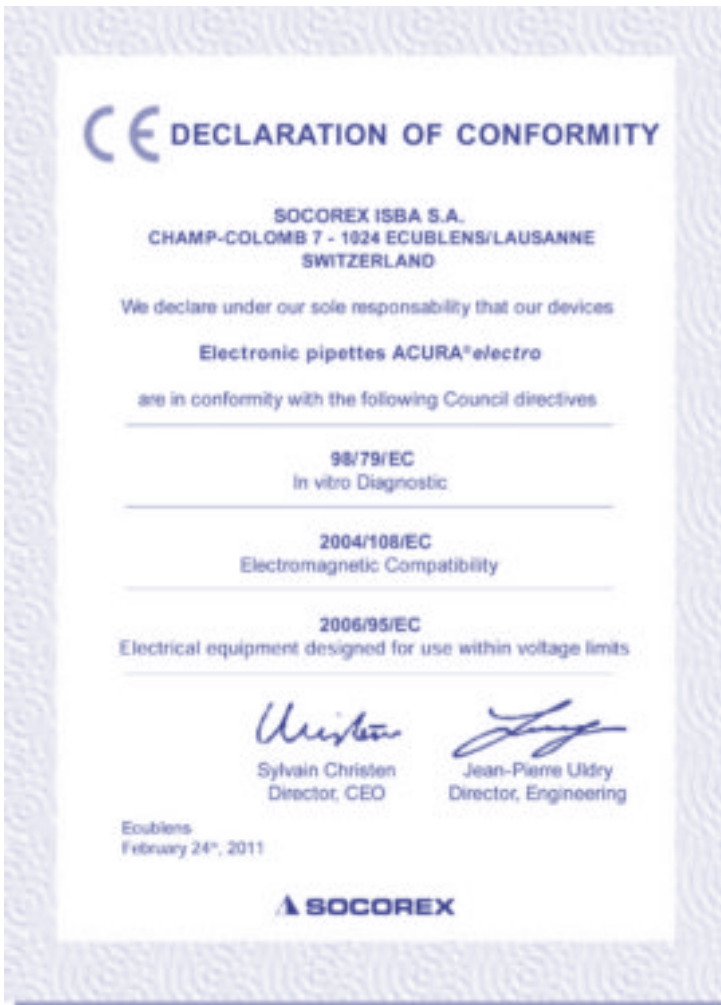 CE DECLARATION OF CONFORMITY
SOCOREX ISBA S.A.
CHAMP-COLOMB 7 - 1024 ECUBLENS/LAUSANNE
SWITZERLAND
We declare under our sole responsability that our devices
Electronic pipettes ACURA® electro
are in conformity with the following Council directives
98/79/EC
In vitro Diagnostic
2004/108/EC
Electromagnetic Compatibility
2006/95/EC
Electrical equipment designed for use within voltage limits
Sylvain Christen
Director, CEO
Jean-Pierre Uldry
Director, Engineering
Ecublens
February 24th, 2011
SOCOREX